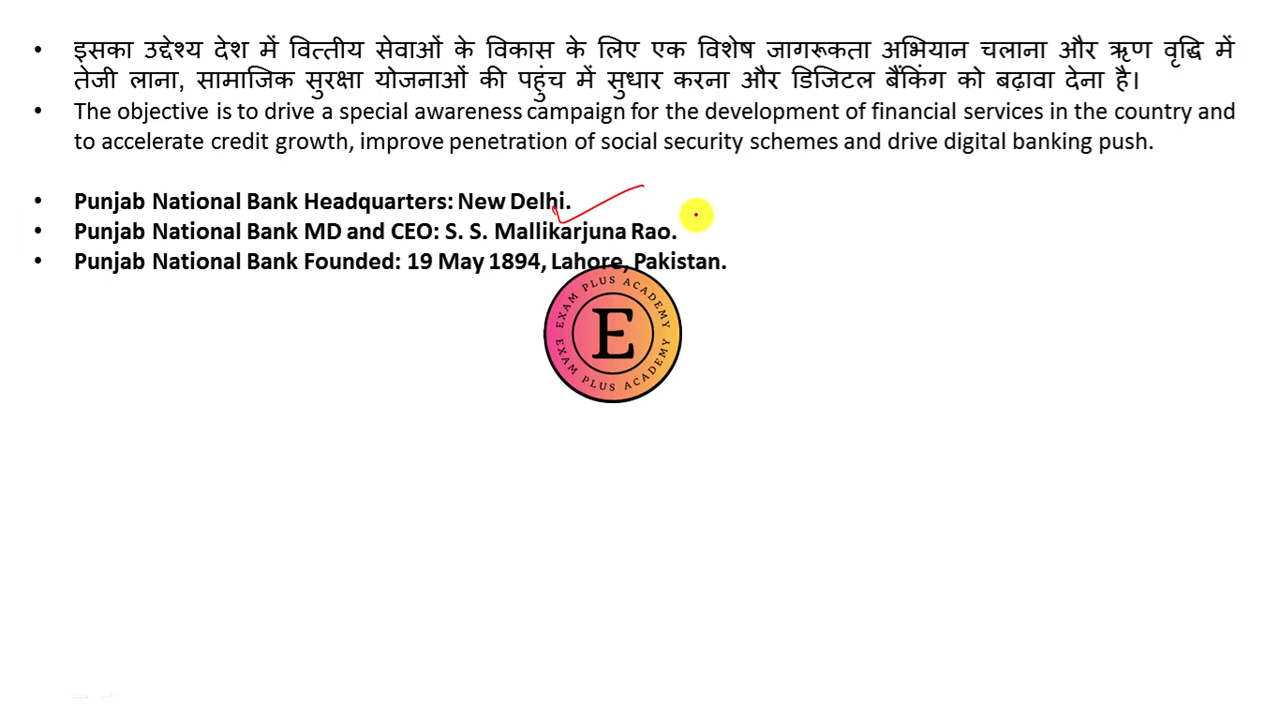 • इसका उद्देश्य देश में वित्तीय सेवाओं के विकास के लिए एक विशेष जागरूकता अभियान चलाना और ऋण वृद्धि में
तेजी लाना, सामाजिक सुरक्षा योजनाओं की पहुंच में सुधार करना और डिजिटल बैंकिंग को बढ़ावा देना है।
• The objective is to drive a special awareness campaign for the development of financial services in the country and
to accelerate credit growth, improve penetration of social security schemes and drive digital banking push.
• Punjab National Bank Headquarters: New Delhi.
• Punjab National Bank MD and CEO: S. S. Mallikarjuna Rao.
• Punjab National Bank Founded: 19 May 1894, Lahore, Pakistan.
EXAM PLUS ACADEMY
E
EXAM PLUS ACADEMY